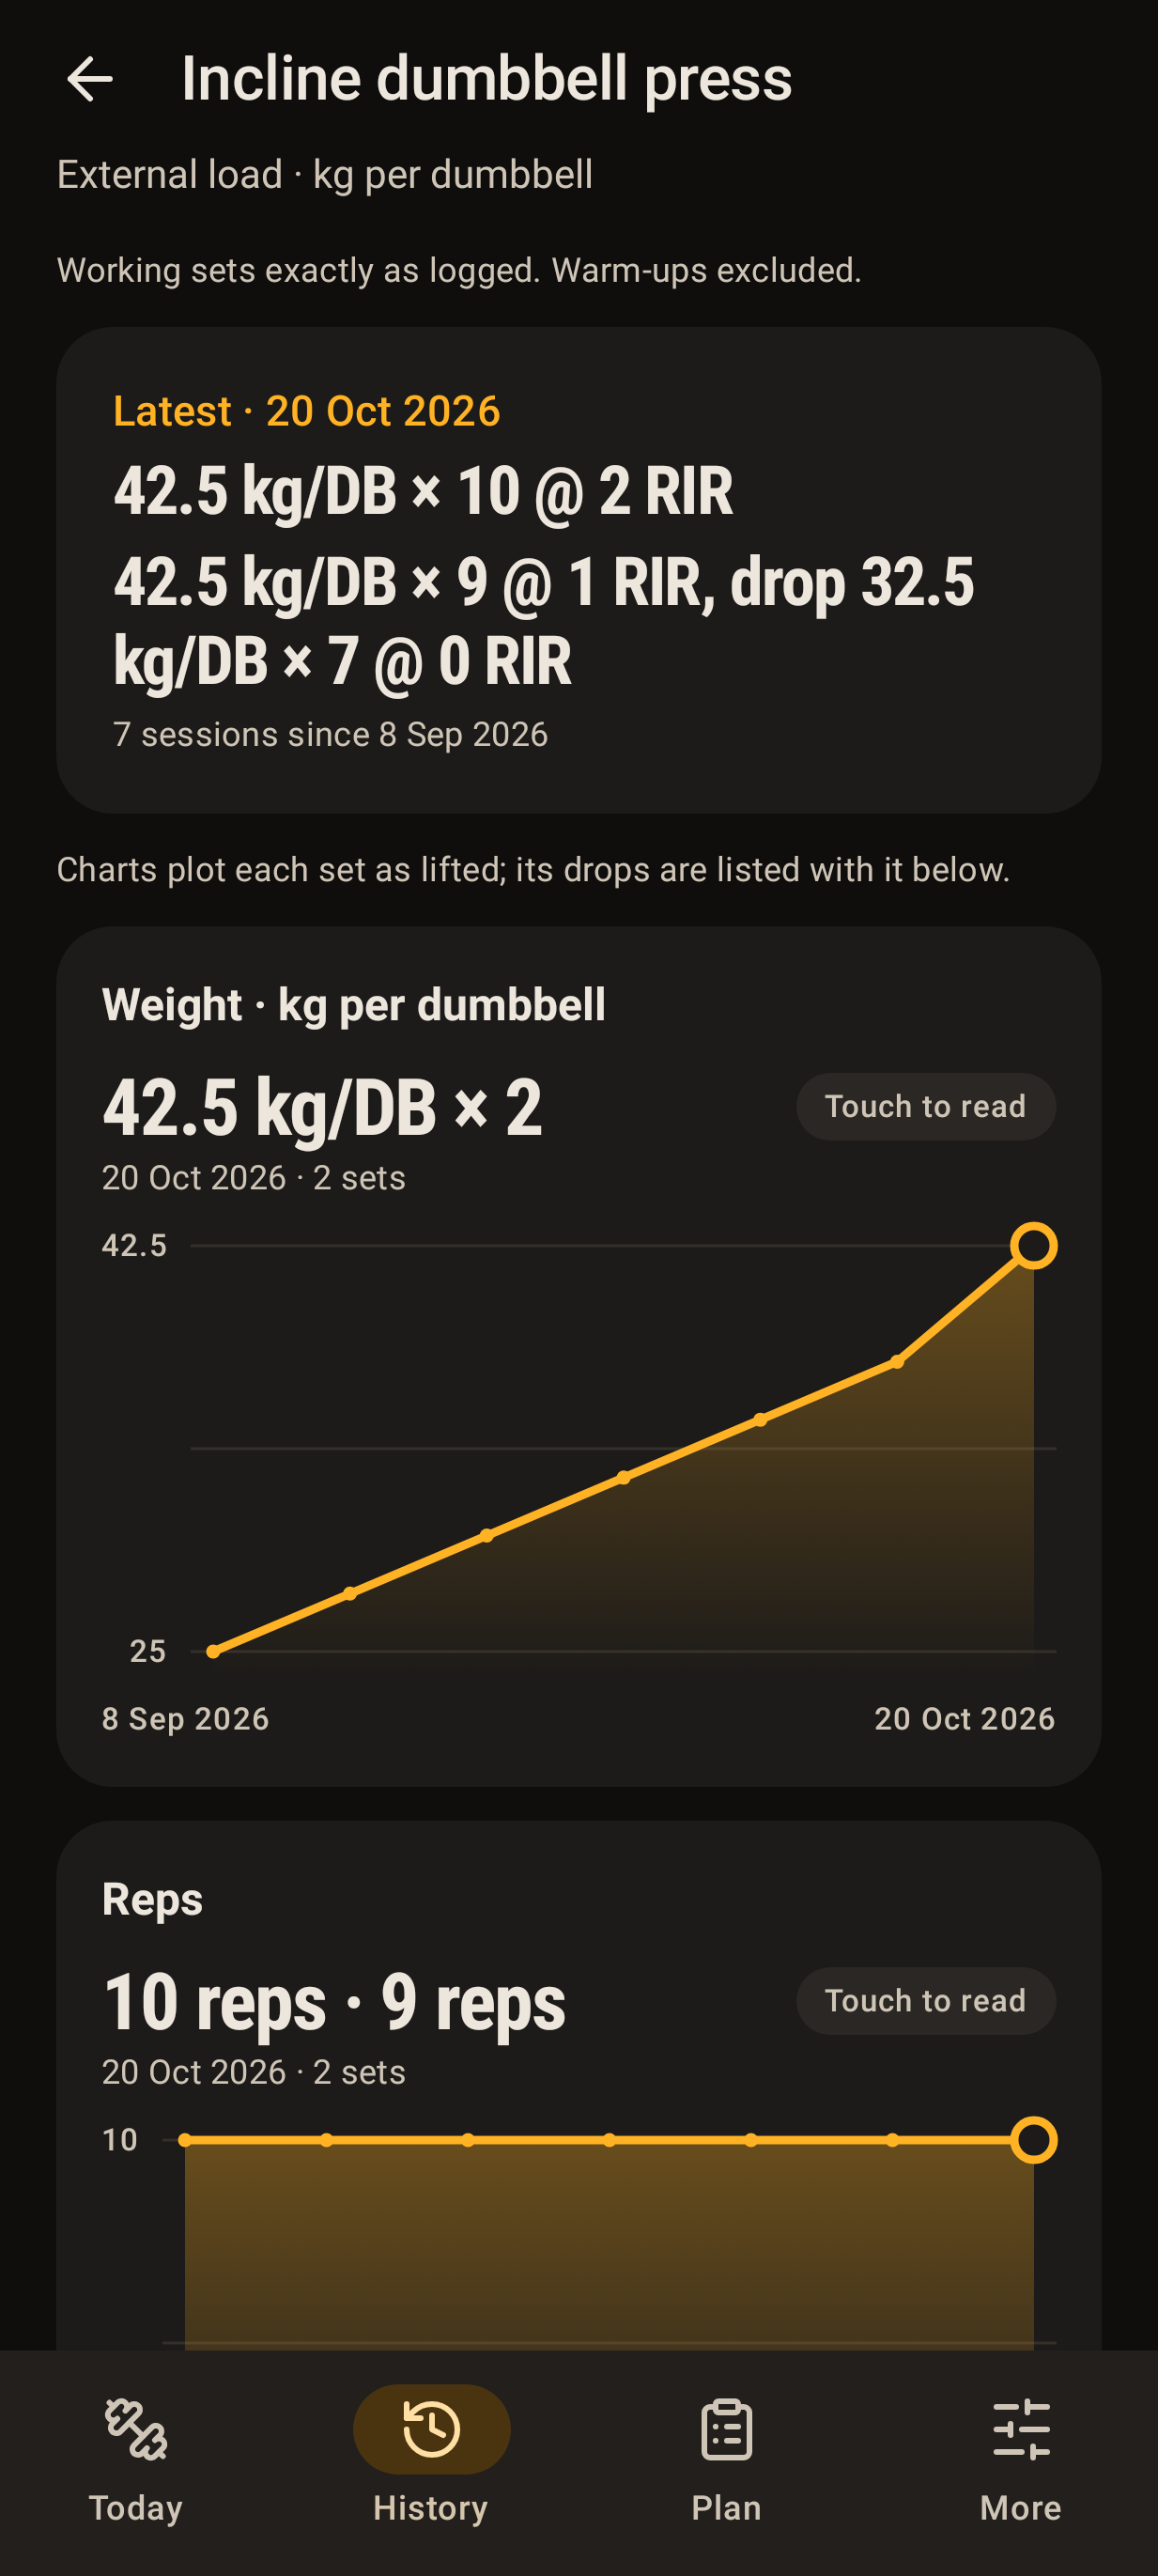 Incline dumbbell press
External load · kg per dumbbell
Working sets exactly as logged. Warm-ups excluded.
Latest · 20 Oct 2026
42.5 kg/DB × 10 @ 2 RIR
42.5 kg/DB × 9 @ 1 RIR, drop 32.5
kg/DB × 7 @ 0 RIR
7 sessions since 8 Sep 2026
Charts plot each set as lifted; its drops are listed with it below.
Weight · kg per dumbbell
42.5 kg/DB × 2
Touch to read
20 Oct 2026 · 2 sets
42.5
25
8 Sep 2026
20 Oct 2026
Reps
10 reps · 9 reps
Touch to read
20 Oct 2026 · 2 sets
10
Today
History
Plan
More